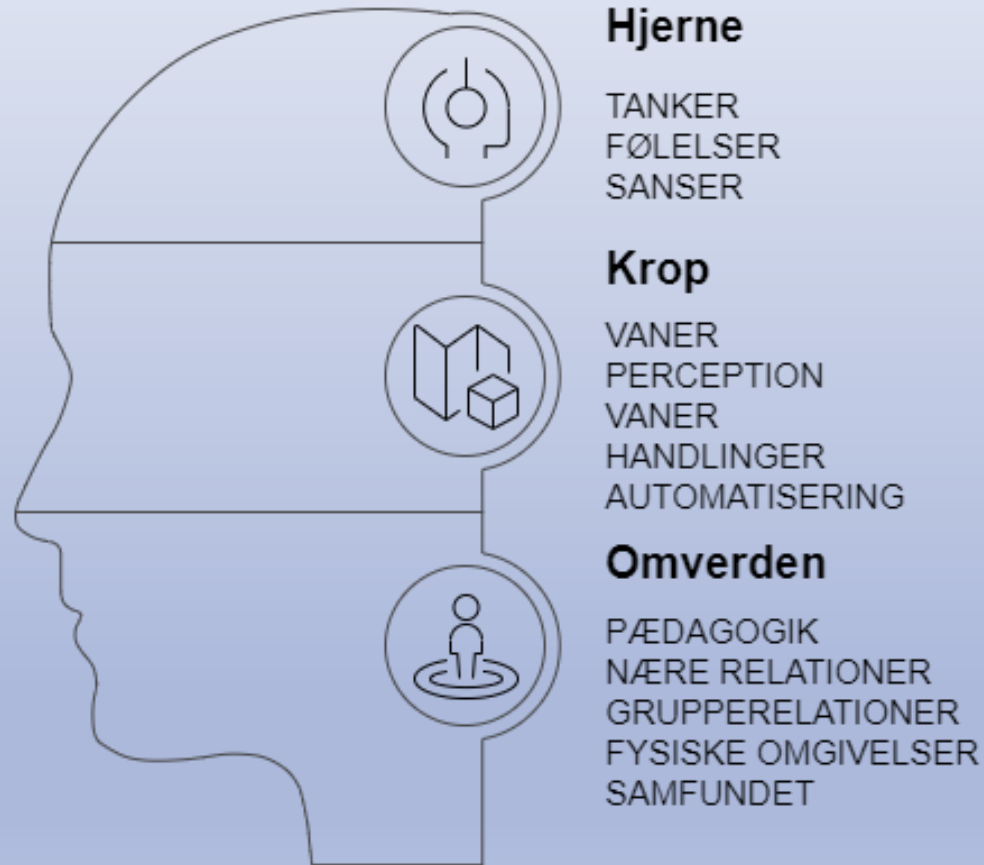 Hjerne
TANKER
FØLELSER
SANSER
Krop
VANER
PERCEPTION
VANER
HANDLINGER
AUTOMATISERING
Omverden
PÆDAGOGIK
NÆRE RELATIONER
GRUPPERELATIONER
FYSISKE OMGIVELSER
SAMFUNDET